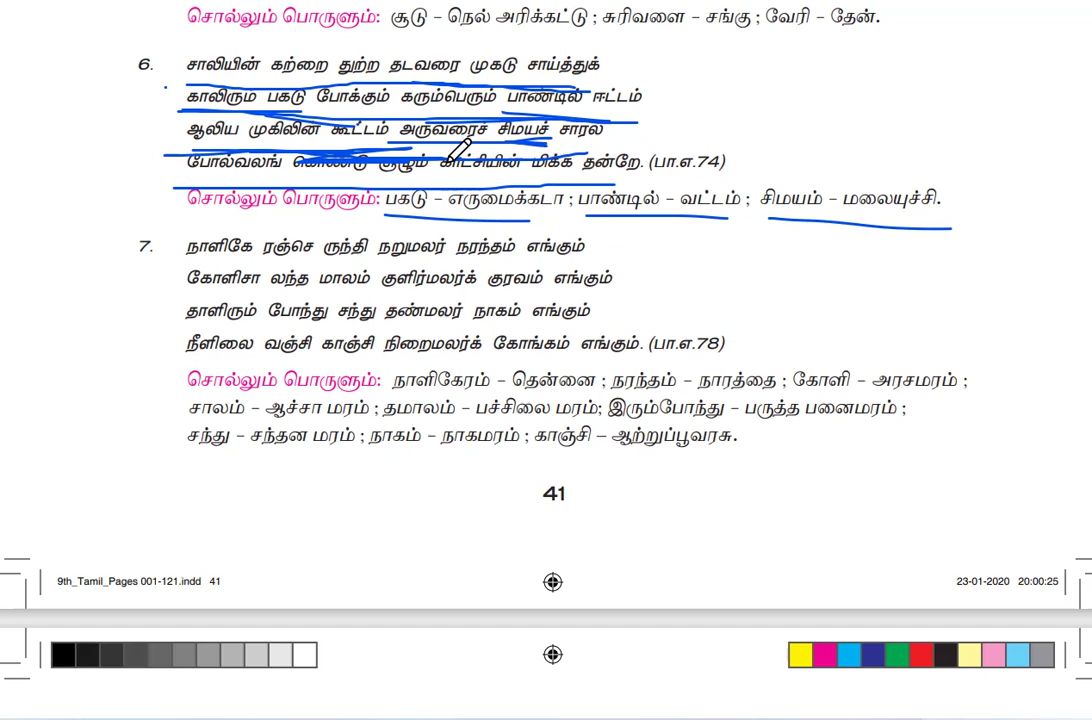 சொல்லும் பொருளும்: சூடு – நெல் அரிக்கட்டு ; சுரிவளை – சங்கு ; வேரி – தேன்.
6. சாலியின் கற்றை துற்ற தடவரை முகடு சாய்த்துக்
காலிரும் பகடு போக்கும் கரும்பெரும் பாண்டில் ஈட்டம்
ஆலிய முகிலின் கூட்டம் அருவரைச் சிமயச் சாரல்
போல்வலங் கொண்டு சூழும் காட்சியின் மிக்க தன்றே. (பா.எ.74)
சொல்லும் பொருளும்: பகடு – எருமைக்கடா ; பாண்டில் – வட்டம் ; சிமயம் – மலையுச்சி.
7. நாளிகே ரஞ்செ ருந்தி நறுமலர் நரந்தம் எங்கும்
கோளிசா லந்த மாலம் குளிர்மலர்க் குரவம் எங்கும்
தாளிரும் போந்து சந்து தண்மலர் நாகம் எங்கும்
நீளிலை வஞ்சி காஞ்சி நிறைமலர்க் கோங்கம் எங்கும். (பா.எ.78)
சொல்லும் பொருளும்: நாளிகேரம் – தென்னை ; நரந்தம் – நாரத்தை ; கோளி – அரசமரம் ;
சாலம் – ஆச்சா மரம் ; தமாலம் – பச்சிலை மரம்; இரும்போந்து – பருத்த பனைமரம் ;
சந்து – சந்தன மரம் ; நாகம் – நாகமரம் ; காஞ்சி – ஆற்றுப்பூவரசு.
41
9th_Tamil_Pages 001-121.indd 41
23-01-2020 20:00:25